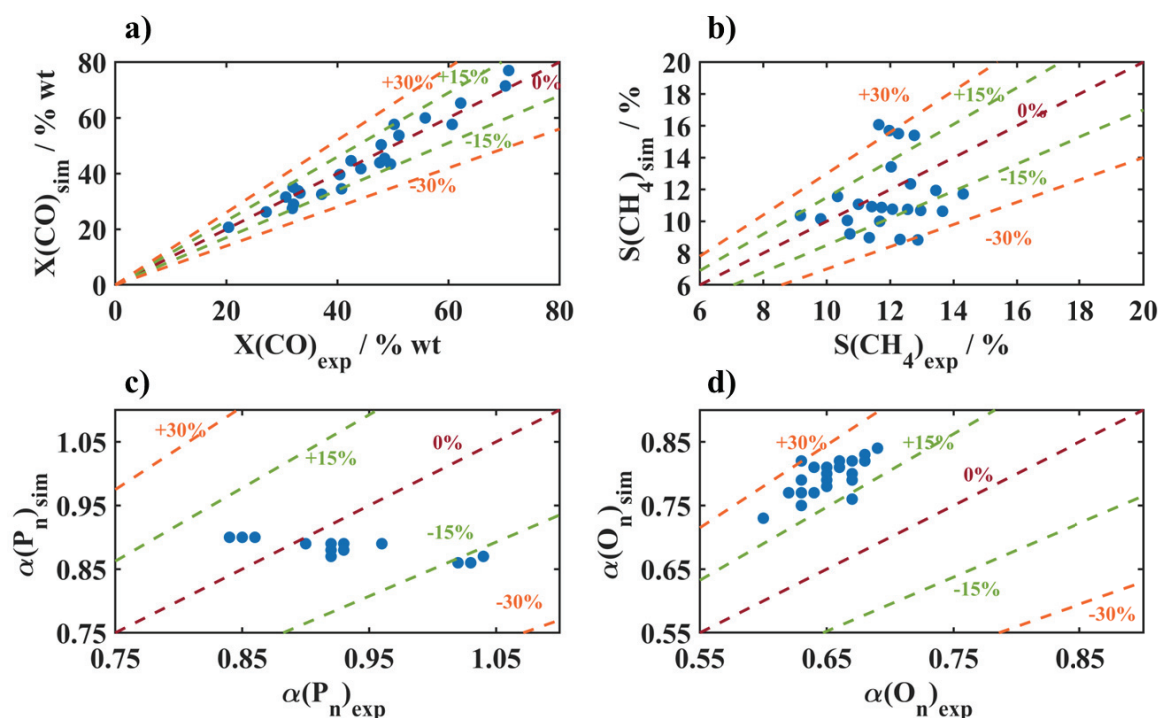 a)
80
60
40
20
0
X(CO)sim / % wt
+30%
+15%
0%
-15%
-30%
0 20 40 60 80
X(CO)exp / % wt
b)
20
18
16
14
12
10
8
6
S(CH4)sim / %
+30%
+15%
0%
-15%
-30%
6 8 10 12 14 16 18 20
S(CH4)exp / %
c)
1.05
0.95
0.85
0.75
α(Pn)sim
+30%
+15%
0%
-15%
-30%
0.75 0.85 0.95 1.05
α(Pn)exp
d)
0.85
0.75
0.65
0.55
α(On)sim
+30%
+15%
0%
-15%
-30%
0.55 0.65 0.75 0.85
α(On)exp